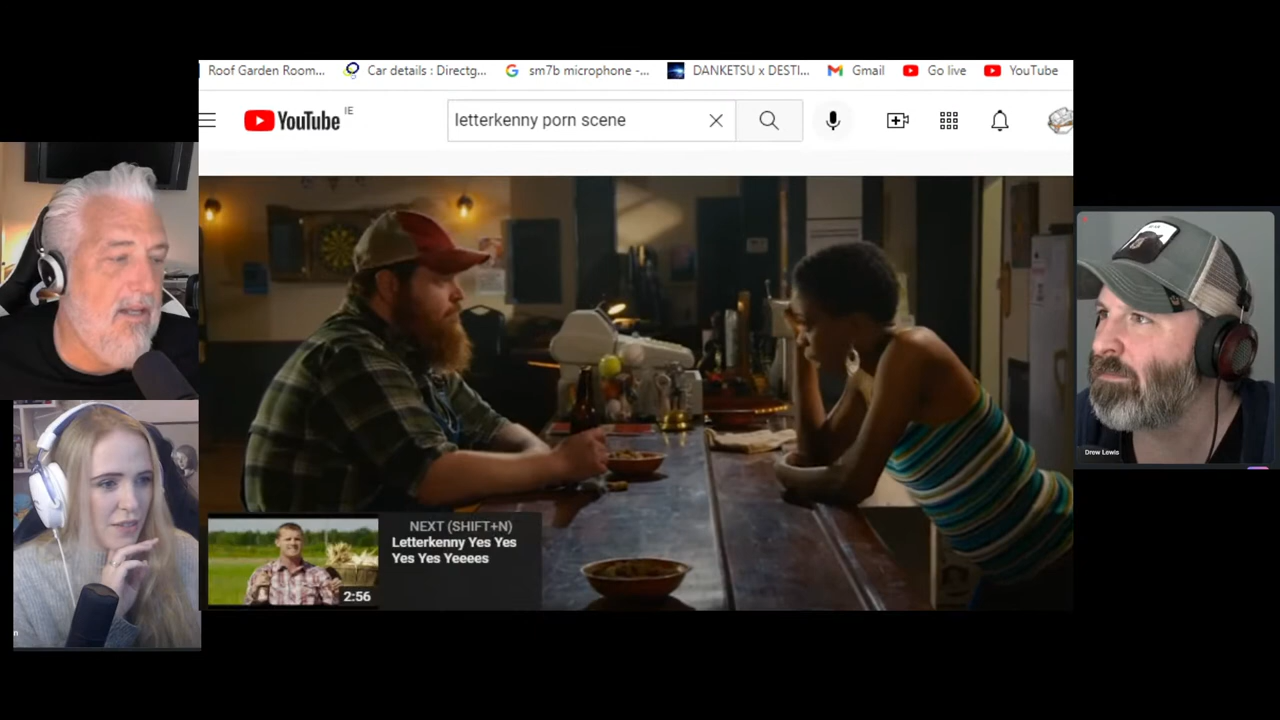 Roof Garden Room... Car details : Directg... sm7b microphone -... DANKETSU x DESTI... Gmail Go live YouTube
YouTube IE letterkenny porn scene
Drew Lewis
NEXT (SHIFT+N)
Letterkenny Yes Yes
Yes Yes Yeeees
2:56
n